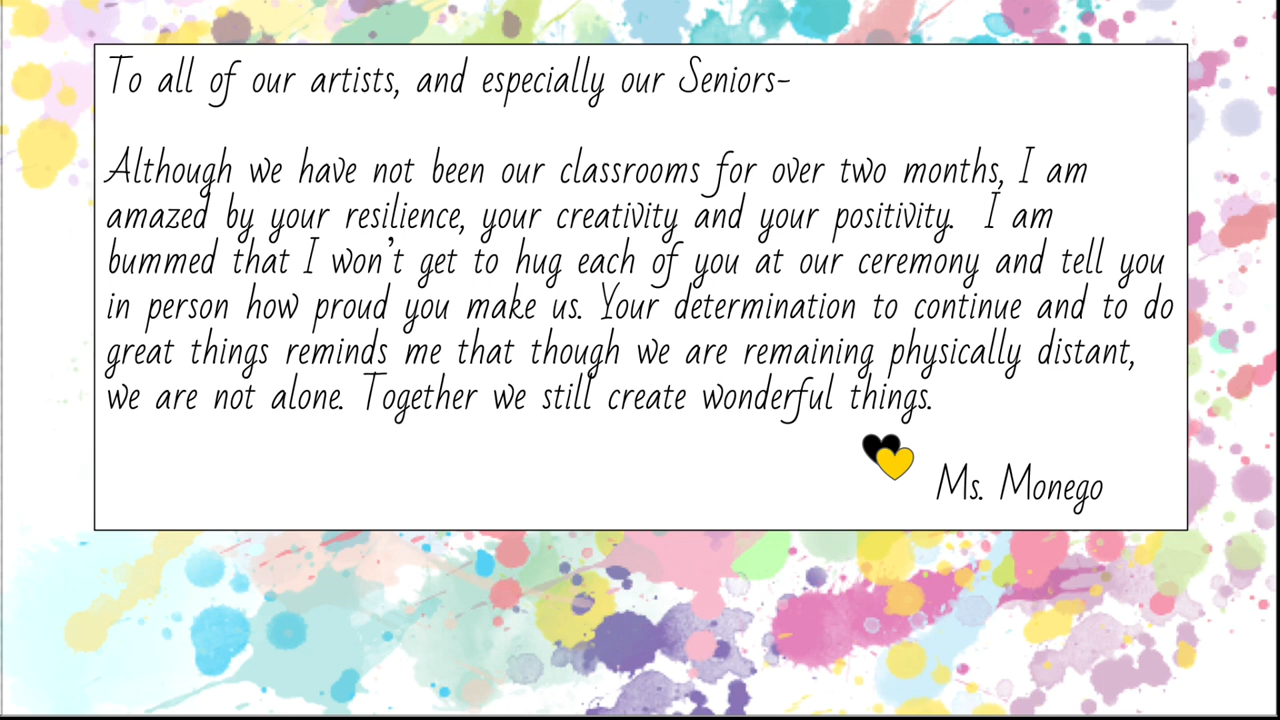 To all of our artists, and especially our Seniors-
Although we have not been our classrooms for over two months, I am
amazed by your resilience, your creativity and your positivity.  I am
bummed that I won't get to hug each of you at our ceremony and tell you
in person how proud you make us. Your determination to continue and to do
great things reminds me that though we are remaining physically distant,
we are not alone. Together we still create wonderful things.
Ms. Monego